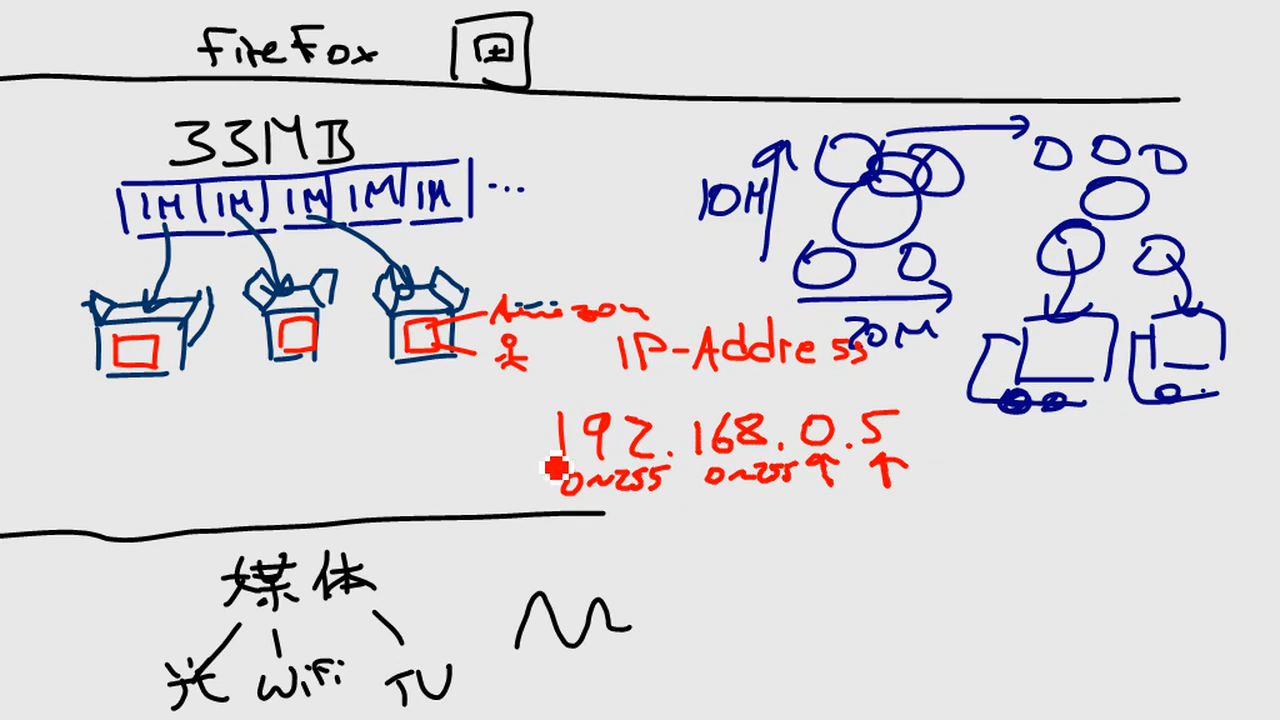 FireFox
33MB
1M 1M 1M 1M 1M ...
10M
20M
Amazon
IP-Address
192.168.0.5
0~255 0~255
媒体
光 WiFi TV